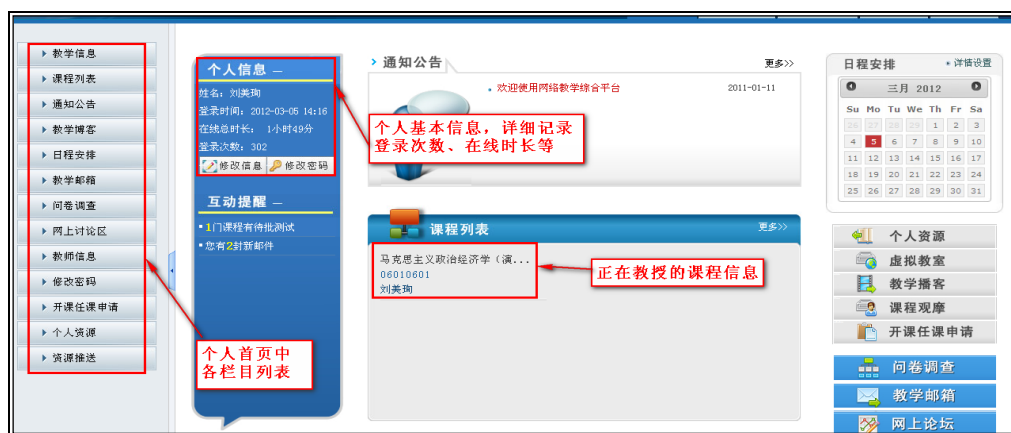 教学信息
课程列表
通知公告
教学博客
日程安排
教学邮箱
问卷调查
网上讨论区
教师信息
修改密码
开课任课申请
个人资源
资源推送
个人首页中
各栏目列表
个人信息
姓名：刘美珣
登录时间：2012-03-05 14:16
在线总时长： 1小时49分
登录次数：302
修改信息 修改密码
个人基本信息，详细记录
登录次数、在线时长等
互动提醒
1门课程有待批测试
您有2封新邮件
通知公告 更多>>
欢迎使用网络教学综合平台 2011-01-11
课程列表 更多>>
马克思主义政治经济学（演...
06010601
刘美珣
正在教授的课程信息
日程安排 详情设置
三月 2012
Su Mo Tu We Th Fr Sa
26 27 28 29 1 2 3
4 5 6 7 8 9 10
11 12 13 14 15 16 17
18 19 20 21 22 23 24
25 26 27 28 29 30 31
个人资源
虚拟教室
教学播客
课程观摩
开课任课申请
问卷调查
教学邮箱
网上论坛